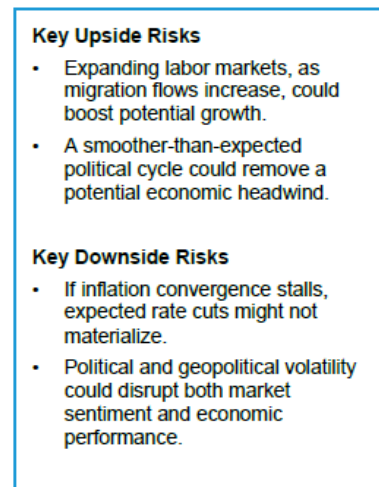 Key Upside Risks
• Expanding labor markets, as
migration flows increase, could
boost potential growth.
• A smoother-than-expected
political cycle could remove a
potential economic headwind.
Key Downside Risks
• If inflation convergence stalls,
expected rate cuts might not
materialize.
• Political and geopolitical volatility
could disrupt both market
sentiment and economic
performance.